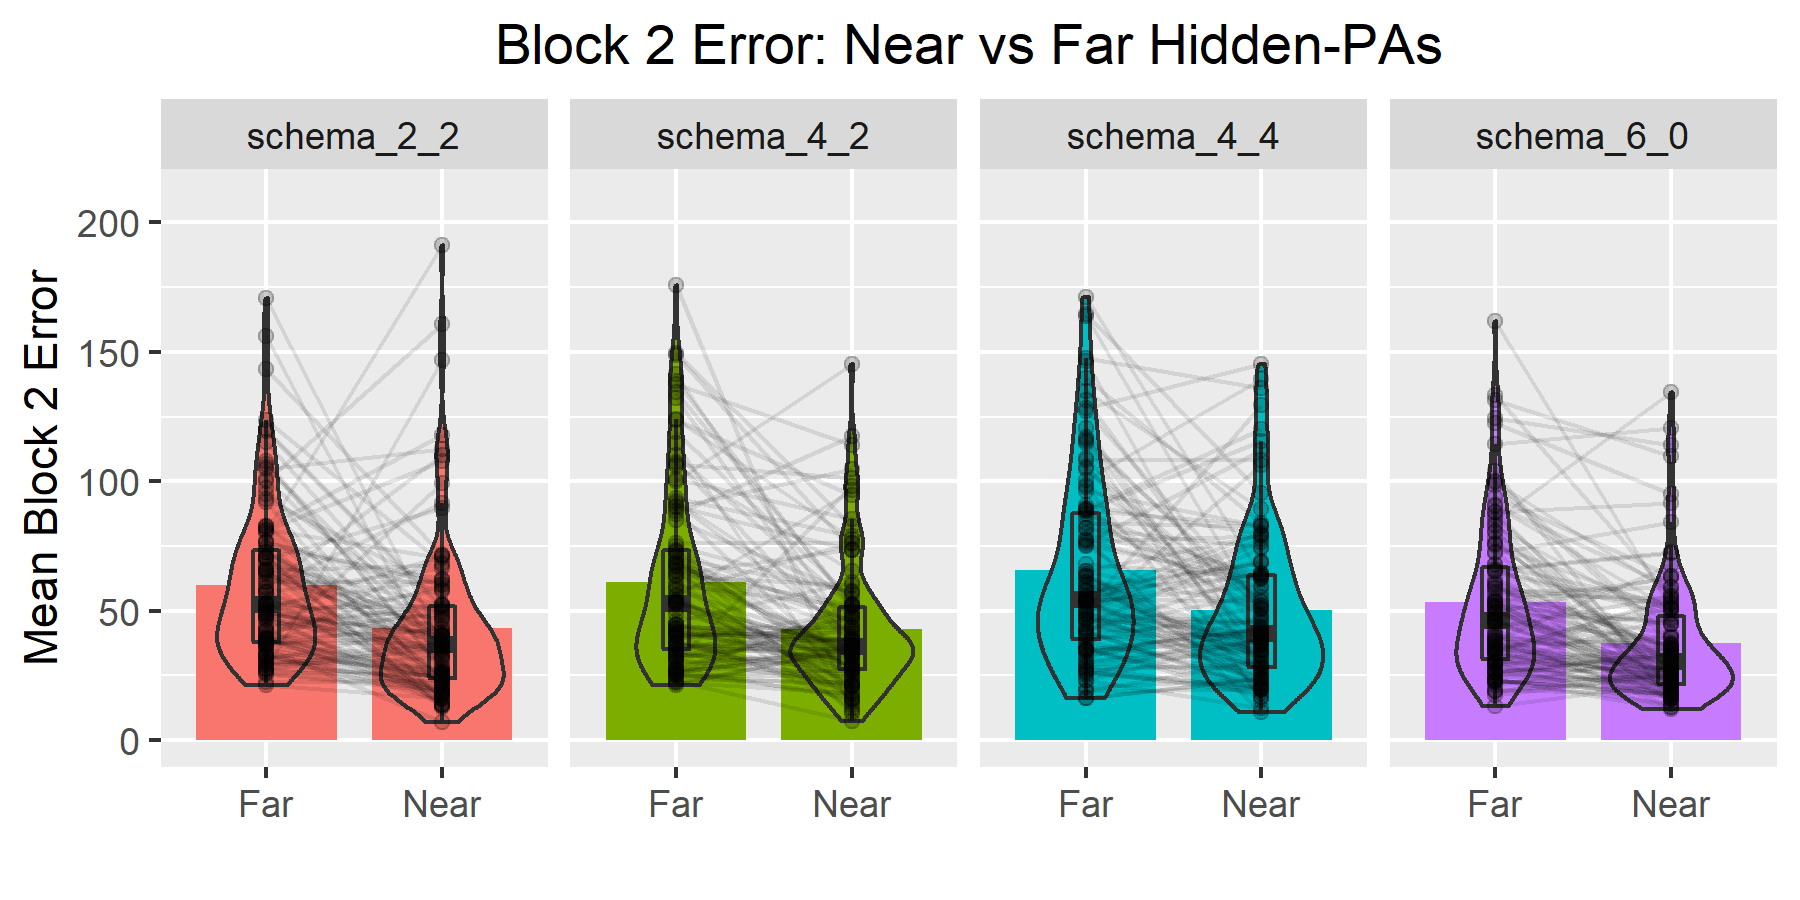 Block 2 Error: Near vs Far Hidden-PAs
schema_2_2
schema_4_2
schema_4_4
schema_6_0
Mean Block 2 Error
200
150
100
50
0
Far
Near
Far
Near
Far
Near
Far
Near